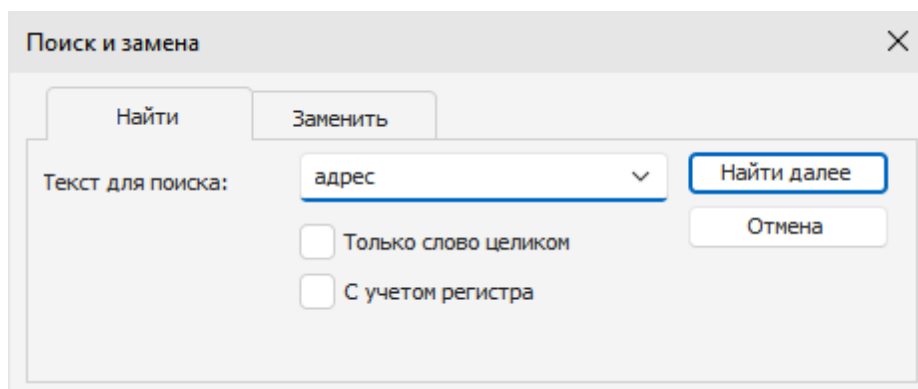 Поиск и замена
Найти Заменить
Текст для поиска: адрес Найти далее
Отмена
Только слово целиком
С учетом регистра